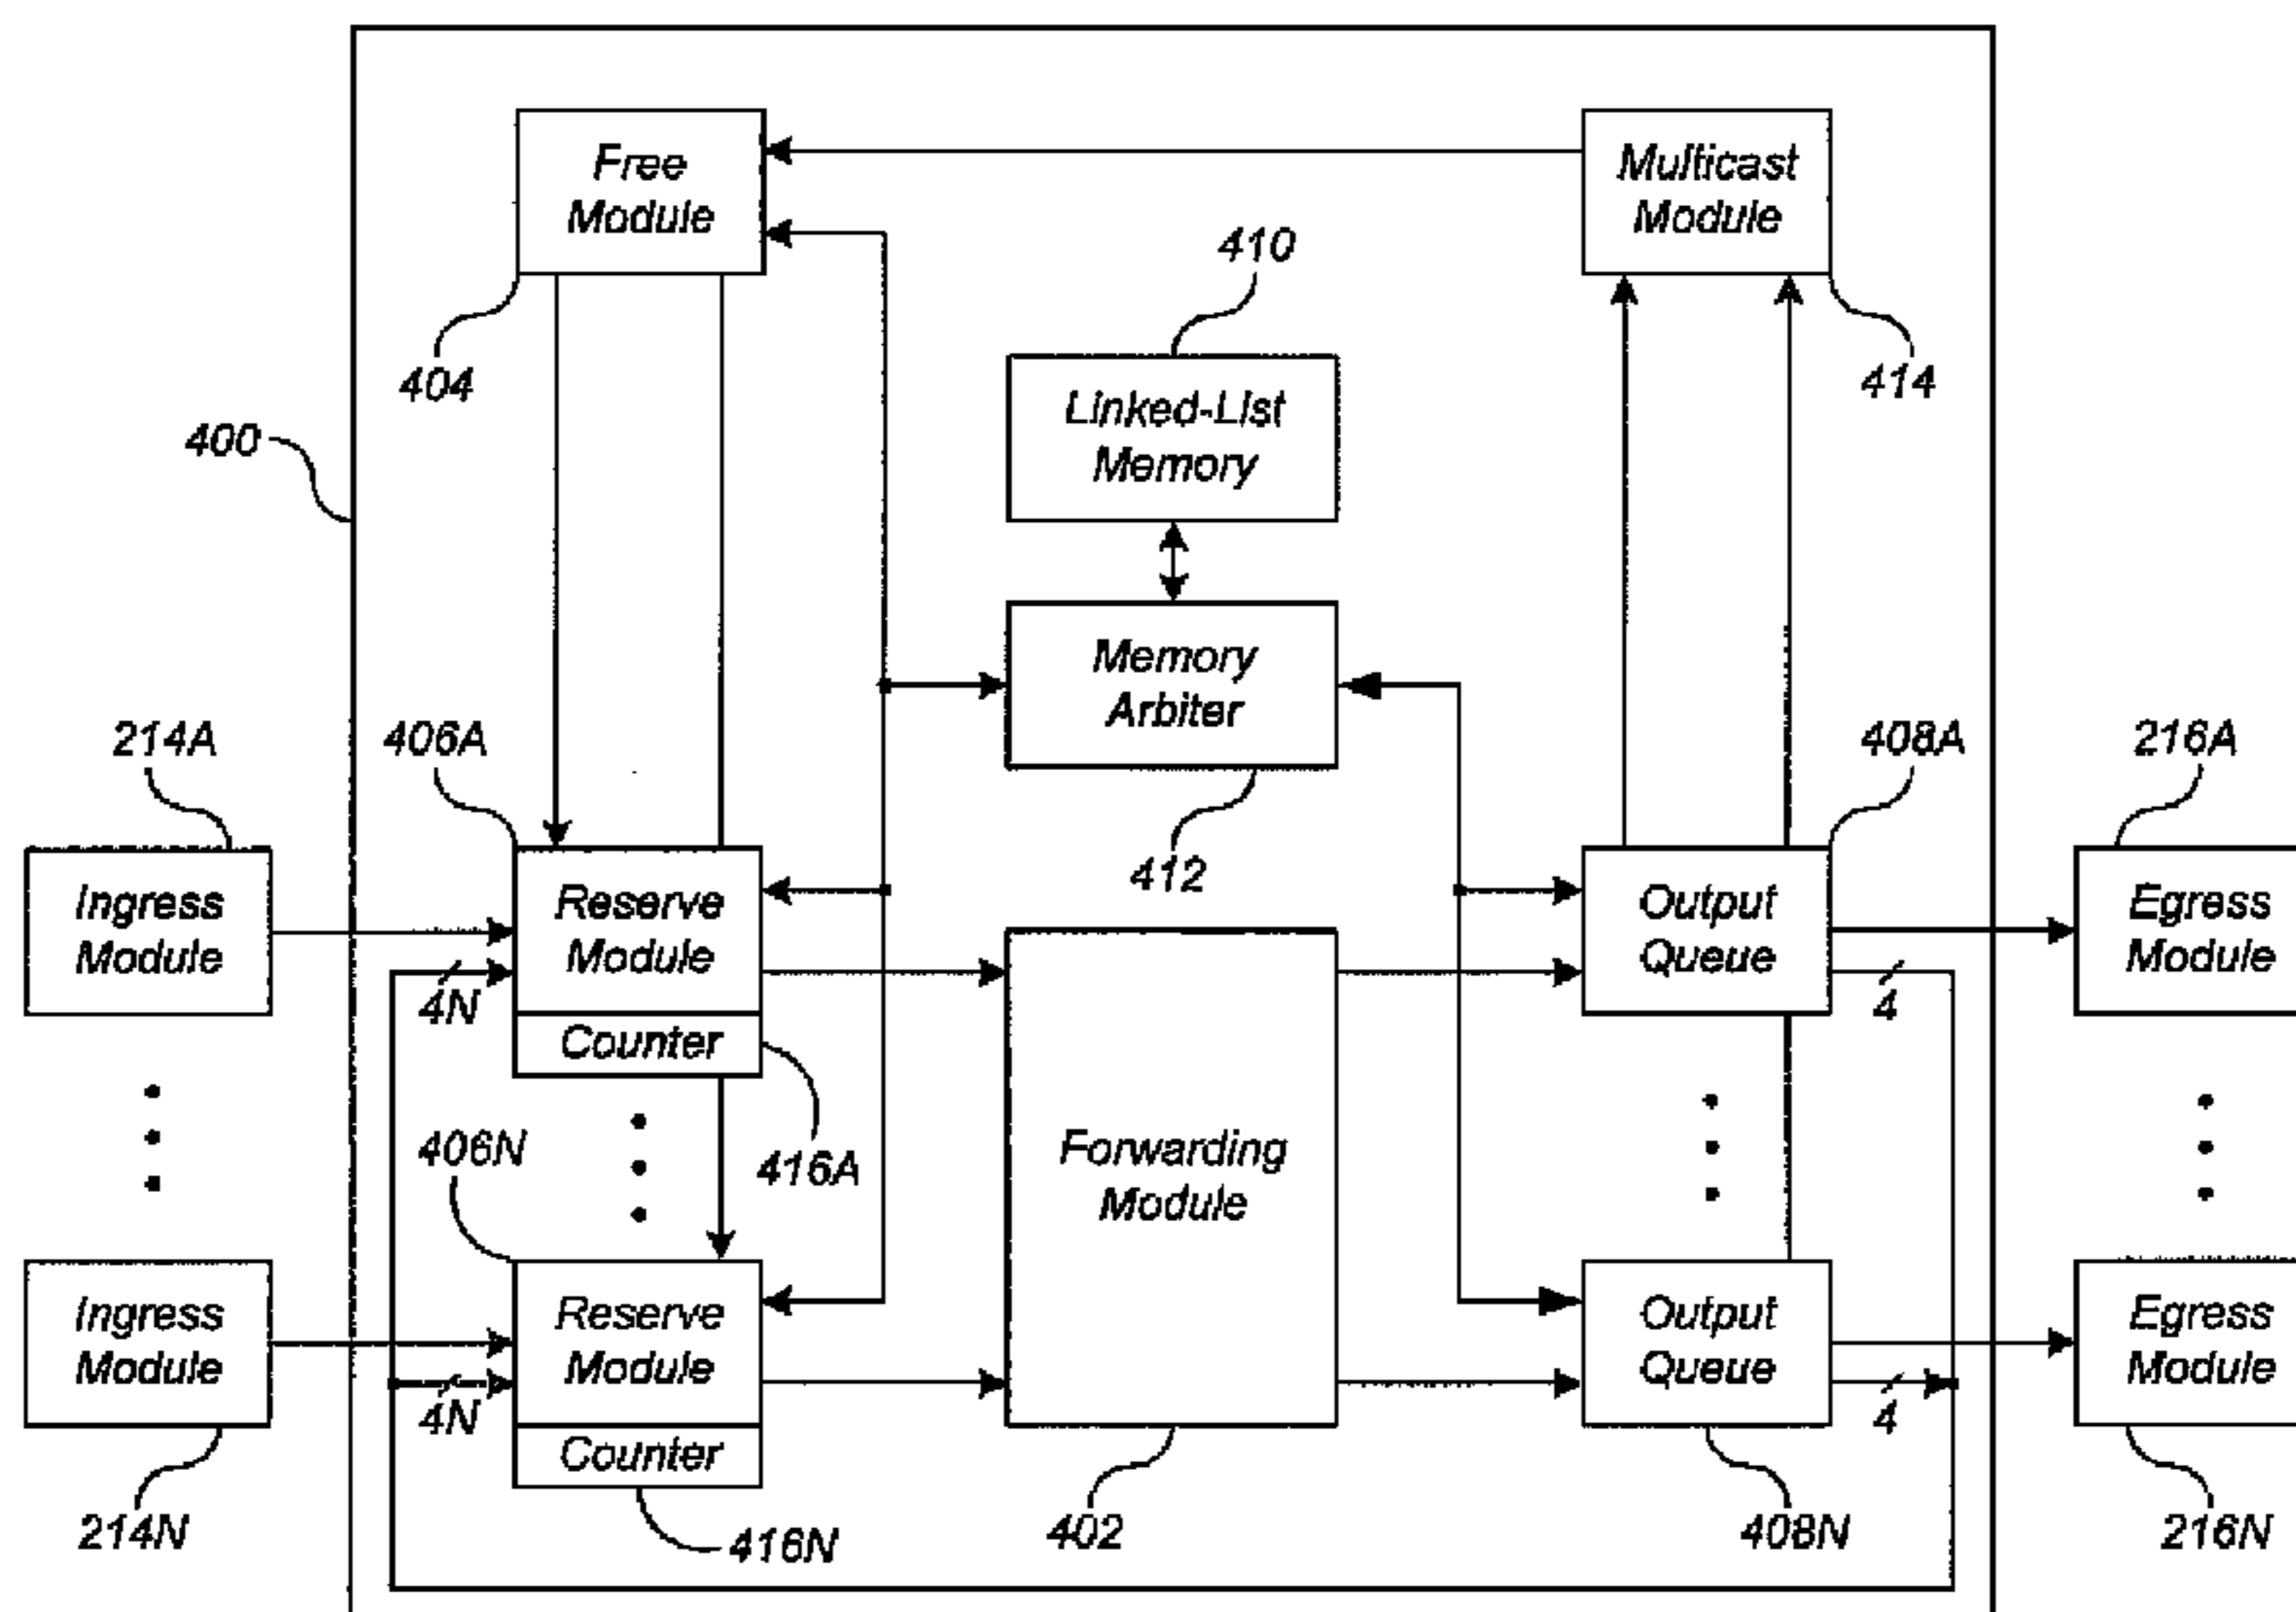 Free
Module
Multicast
Module
410
404
414
Linked-List
Memory
400
Memory
Arbiter
214A
406A
408A
216A
412
Ingress
Module
Reserve
Module
Output
Queue
Egress
Module
4N
4
Counter
406N
416A
Forwarding
Module
Ingress
Module
Reserve
Module
Output
Queue
Egress
Module
4N
4
Counter
214N
416N
402
408N
216N